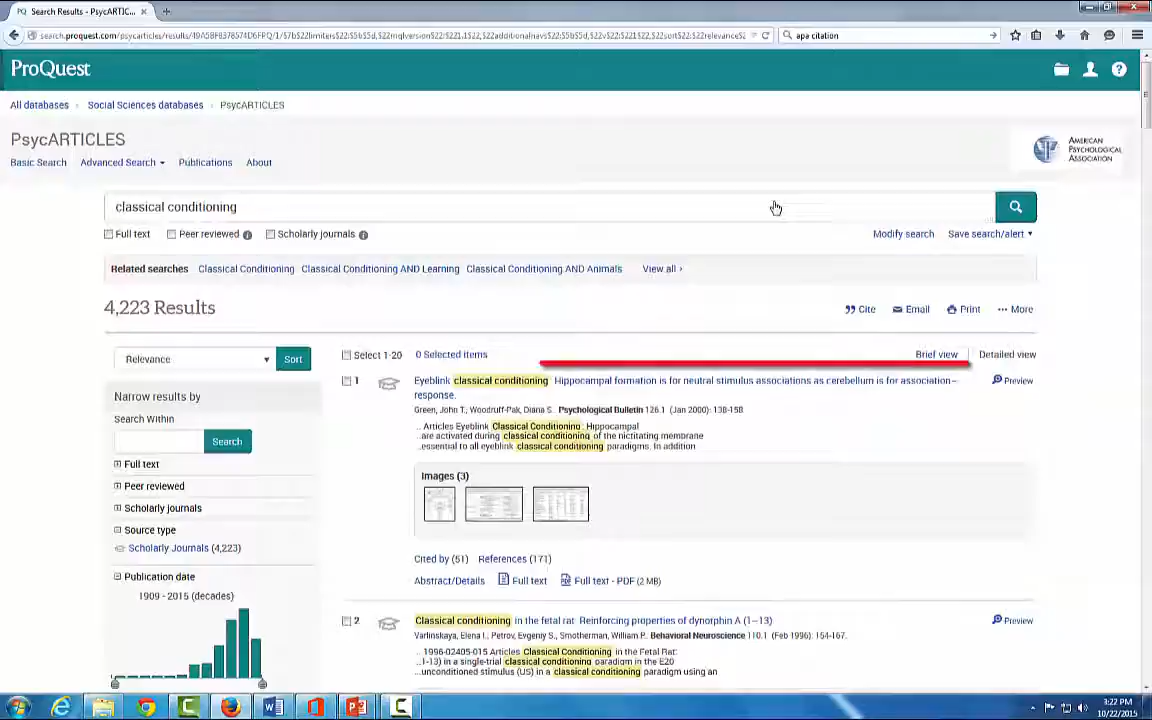 PQ Search Results - PsycARTIC...
apa citation
ProQuest
All databases › Social Sciences databases › PsycARTICLES
PsycARTICLES
Basic Search Advanced Search Publications About
AMERICAN
PSYCHOLOGICAL
ASSOCIATION
classical conditioning
Full text Peer reviewed Scholarly journals
Modify search Save search/alert
Related searches Classical Conditioning Classical Conditioning AND Learning Classical Conditioning AND Animals View all ›
4,223 Results
Cite Email Print ··· More
Relevance Sort
Select 1-20 0 Selected items Brief view Detailed view
1 Eyeblink classical conditioning: Hippocampal formation is for neutral stimulus associations as cerebellum is for association-
response. Preview
Green, John T.; Woodruff-Pak, Diana S.. Psychological Bulletin 126.1 (Jan 2000): 138-158.
...Articles Eyeblink Classical Conditioning: Hippocampal
...are activated during classical conditioning of the nictitating membrane
...essential to all eyeblink classical conditioning paradigms. In addition
Images (3)
Cited by (51) References (171)
Abstract/Details Full text Full text - PDF (2 MB)
2 Classical conditioning in the fetal rat: Reinforcing properties of dynorphin A (1–13) Preview
Varlinskaya, Elena I.; Petrov, Evgeniy S.; Smotherman, William P.. Behavioral Neuroscience 110.1 (Feb 1996): 154-167.
...1996-02405-015 Articles Classical Conditioning in the Fetal Rat:
...1-13) in a single-trial classical conditioning paradigm in the E20
...unconditioned stimulus (US) in a classical conditioning paradigm using an
Narrow results by
Search Within
Search
Full text
Peer reviewed
Scholarly journals
Source type
Scholarly Journals (4,223)
Publication date
1909 - 2015 (decades)
3:22 PM
10/22/2015